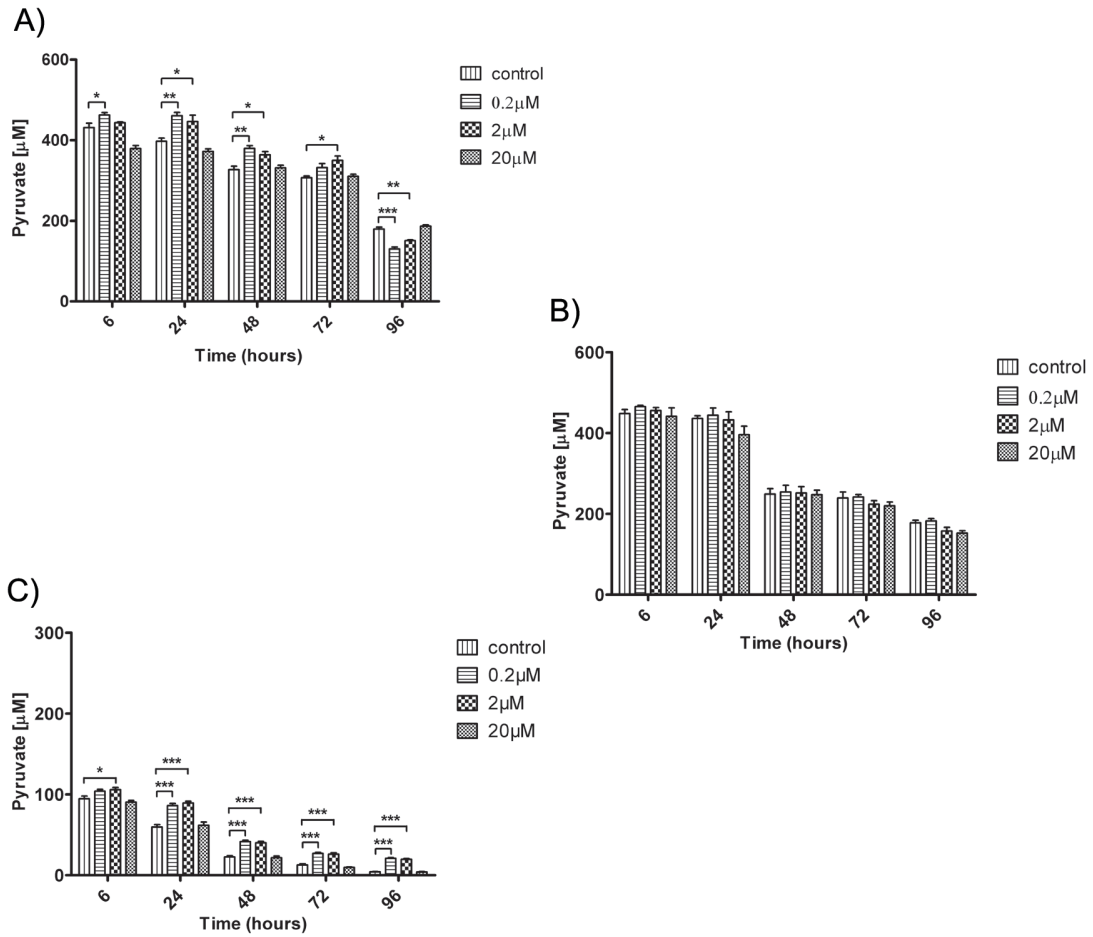 A)
600
400
200
0
Pyruvate [μM]
* ** * ** * * *** **
6 24 48 72 96
Time (hours)
control
0.2μM
2μM
20μM
B)
600
400
200
0
Pyruvate [μM]
6 24 48 72 96
Time (hours)
control
0.2μM
2μM
20μM
C)
300
200
100
0
Pyruvate [μM]
* *** *** *** *** *** *** *** ***
6 24 48 72 96
Time (hours)
control
0.2μM
2μM
20μM